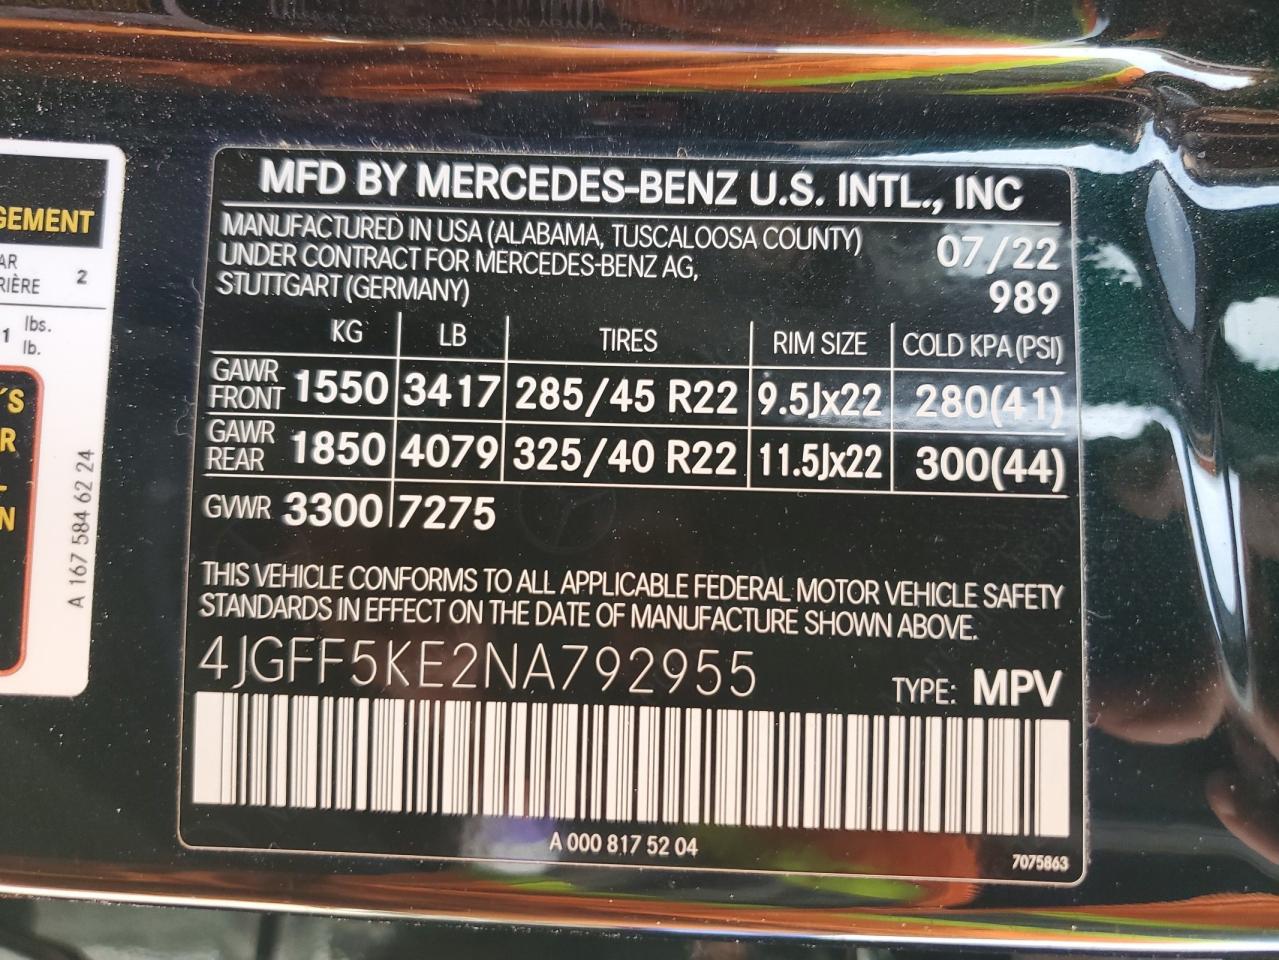 GEMENT
AR
RIÈRE 2
1 lbs.
lb.
'S
R
-
N
A 167 584 62 24
MFD BY MERCEDES-BENZ U.S. INTL., INC
MANUFACTURED IN USA (ALABAMA, TUSCALOOSA COUNTY) 07/22
UNDER CONTRACT FOR MERCEDES-BENZ AG,
STUTTGART (GERMANY) 989
KG LB TIRES RIM SIZE COLD KPA (PSI)
GAWR FRONT 1550 3417 285/45 R22 9.5Jx22 280(41)
GAWR REAR 1850 4079 325/40 R22 11.5Jx22 300(44)
GVWR 3300 7275
THIS VEHICLE CONFORMS TO ALL APPLICABLE FEDERAL MOTOR VEHICLE SAFETY
STANDARDS IN EFFECT ON THE DATE OF MANUFACTURE SHOWN ABOVE.
4JGFF5KE2NA792955 TYPE: MPV
A 000 817 52 04
7075863